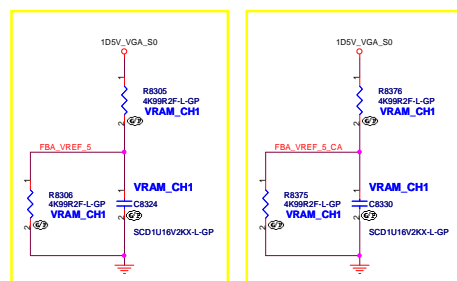 1D5V_VGA_S0
1
R8305
4K99R2F-L-GP
VRAM_CH1
2
FBA_VREF_5
1
R8306
4K99R2F-L-GP
VRAM_CH1
2
1
VRAM_CH1
C8324
2
SCD1U16V2KX-L-GP
1D5V_VGA_S0
1
R8376
4K99R2F-L-GP
VRAM_CH1
2
FBA_VREF_5_CA
1
R8375
4K99R2F-L-GP
VRAM_CH1
2
1
VRAM_CH1
C8330
2
SCD1U16V2KX-L-GP